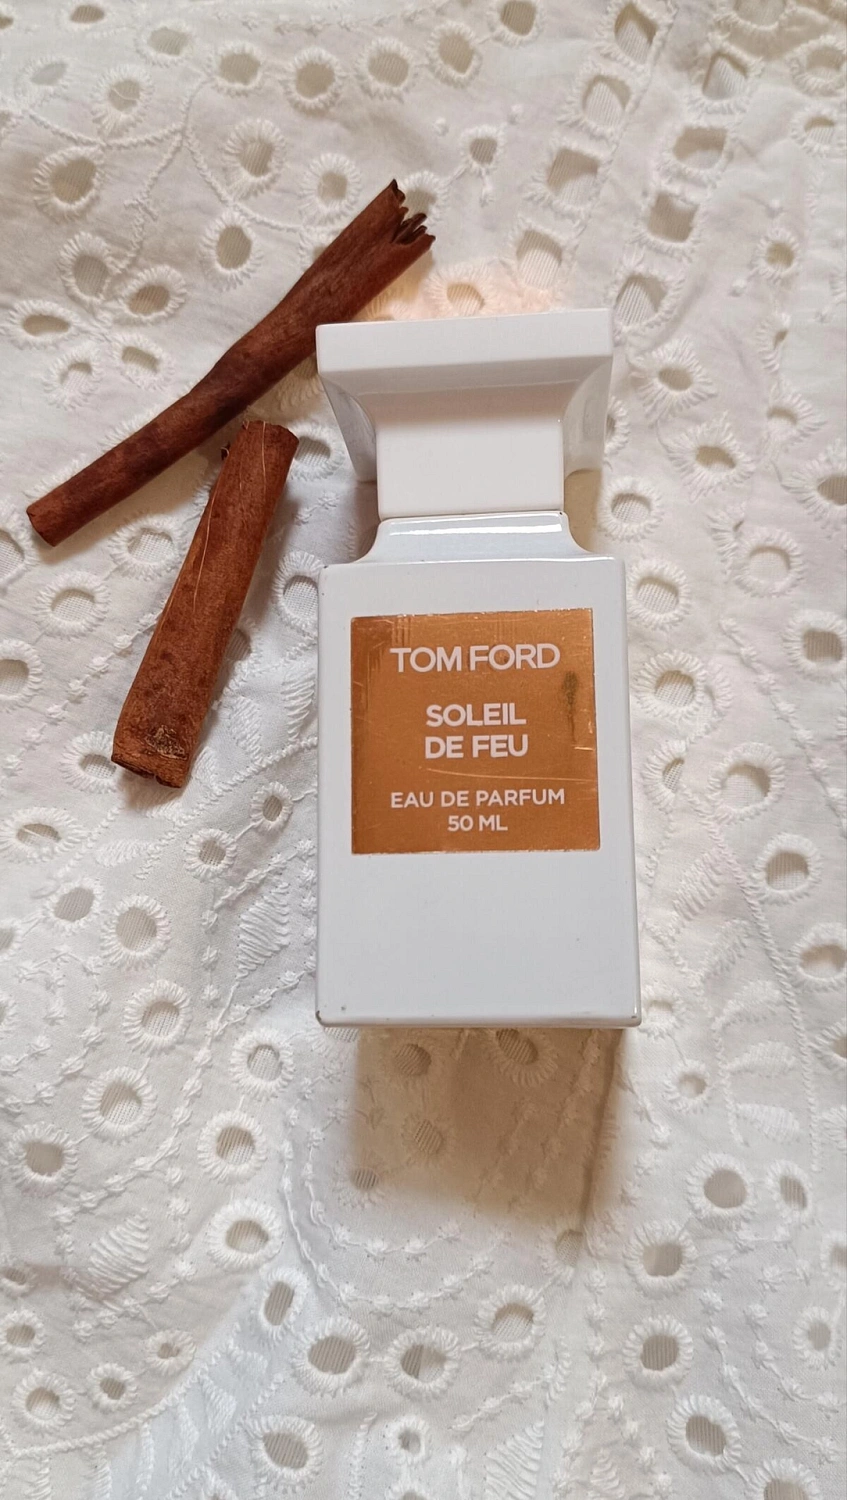 TOM FORD
SOLEIL
DE FEU
EAU DE PARFUM
50 ML